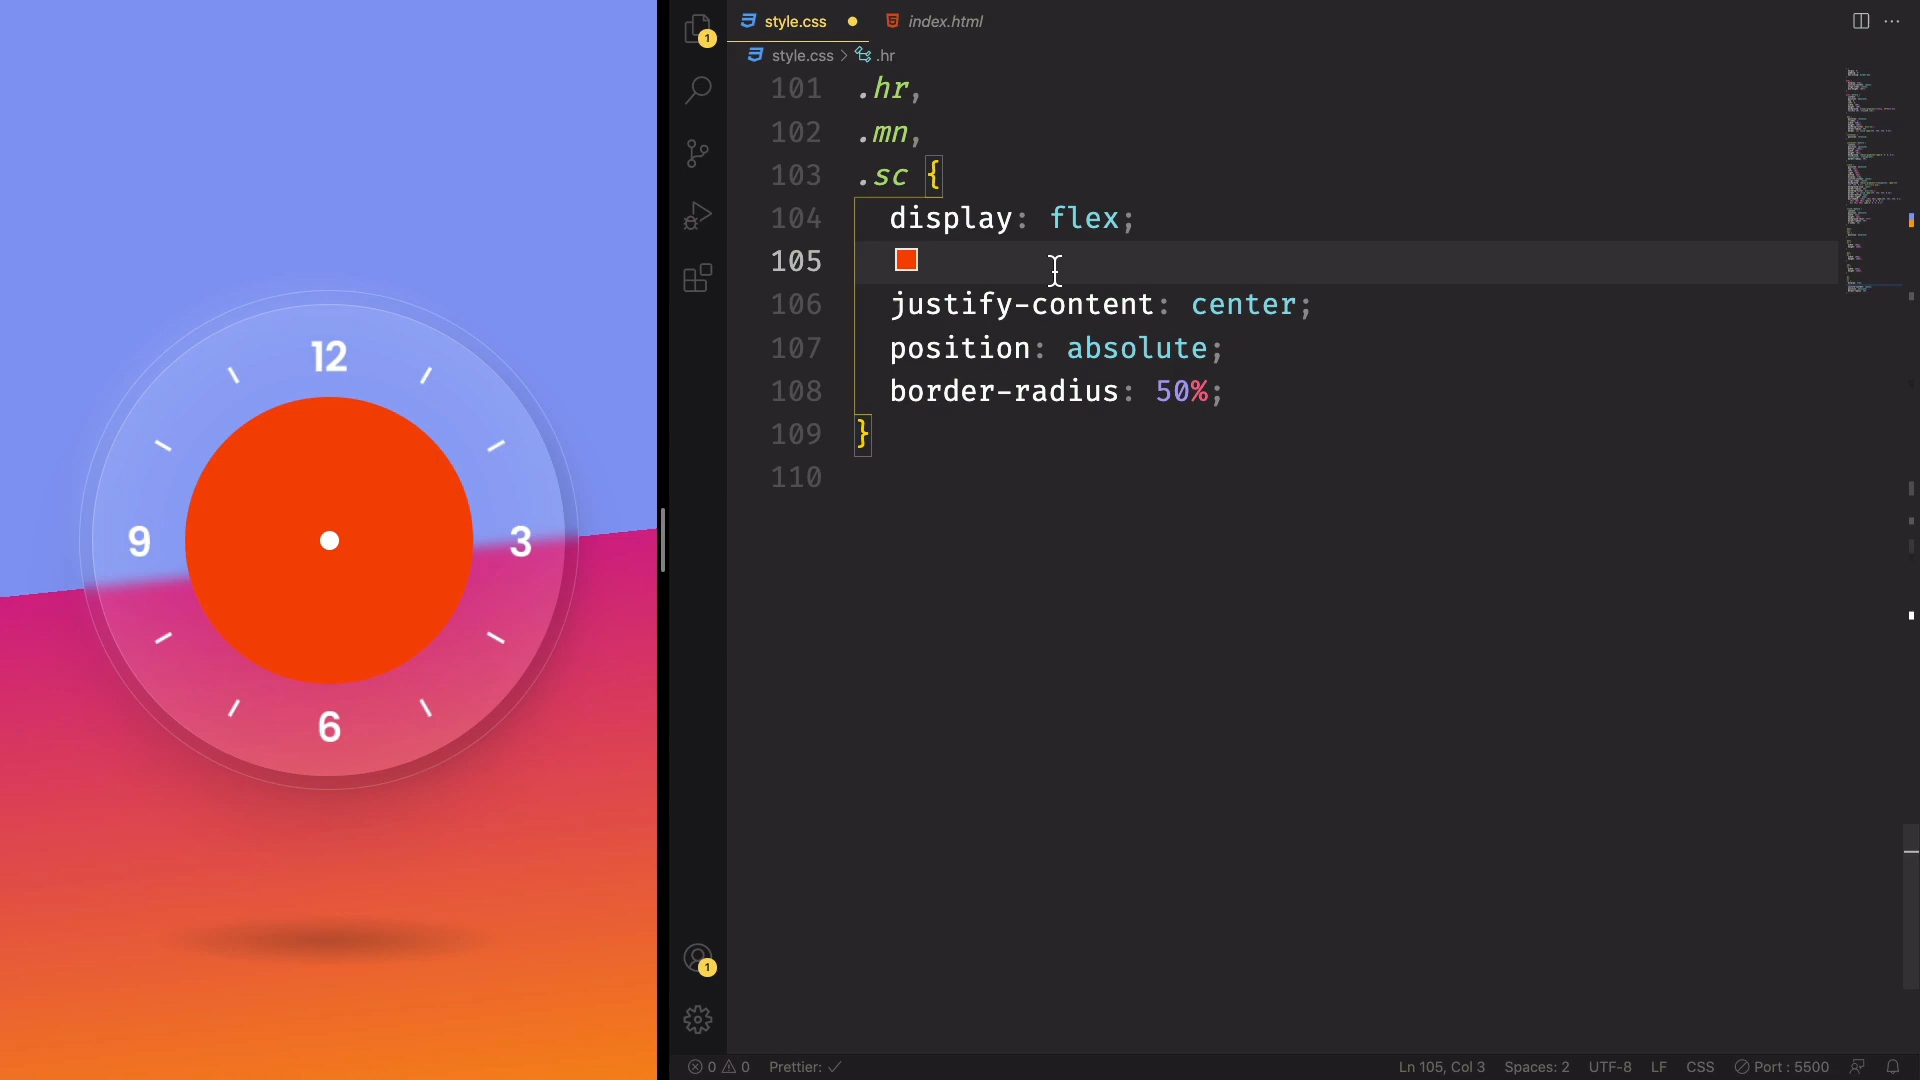 12
9
3
6
style.css
index.html
style.css > .hr
101 .hr,
102 .mn,
103 .sc {
104 display: flex;
105
106 justify-content: center;
107 position: absolute;
108 border-radius: 50%;
109 }
110
1
1
0 0 Prettier: ✓ Ln 105, Col 3 Spaces: 2 UTF-8 LF CSS Port : 5500